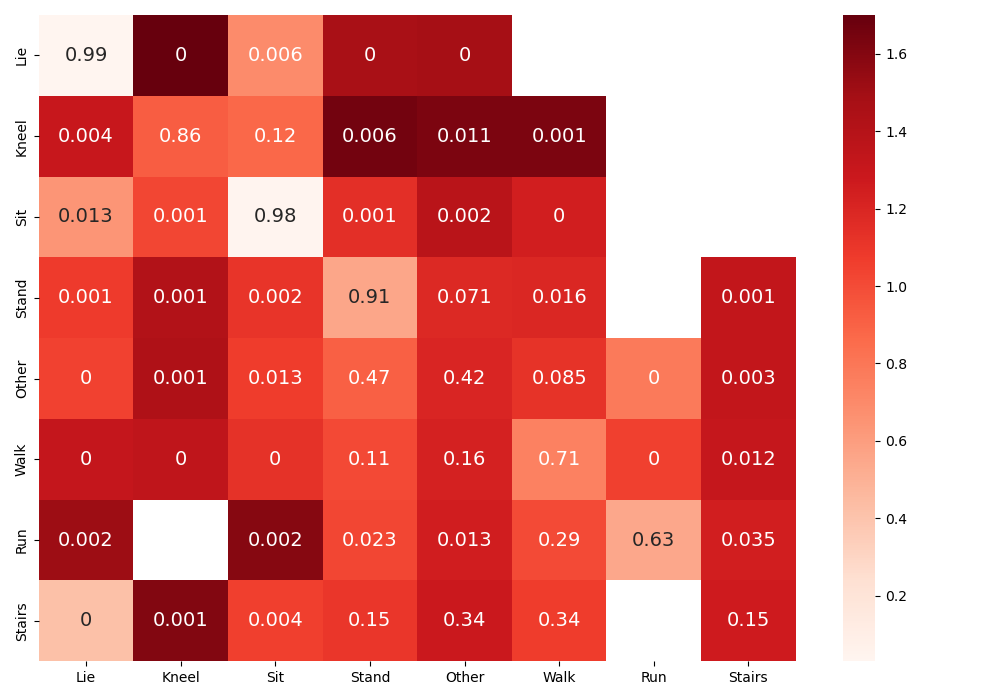 Lie 0.99 0 0.006 0 0
Kneel 0.004 0.86 0.12 0.006 0.011 0.001
Sit 0.013 0.001 0.98 0.001 0.002 0
Stand 0.001 0.001 0.002 0.91 0.071 0.016 0.001
Other 0 0.001 0.013 0.47 0.42 0.085 0 0.003
Walk 0 0 0 0.11 0.16 0.71 0 0.012
Run 0.002 0.002 0.023 0.013 0.29 0.63 0.035
Stairs 0 0.001 0.004 0.15 0.34 0.34 0.15
Lie Kneel Sit Stand Other Walk Run Stairs
1.6
1.4
1.2
1.0
0.8
0.6
0.4
0.2